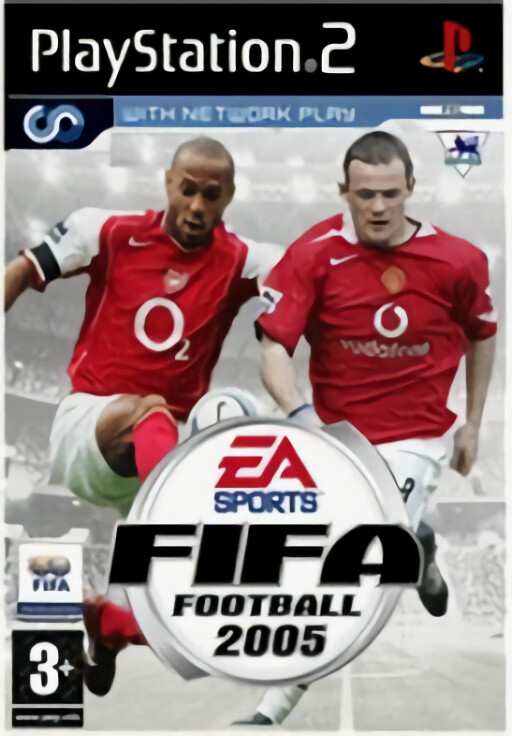 PlayStation.2
WITH NETWORK PLAY
O2
vodafone
EA
SPORTS
FIFA
FOOTBALL
2005
FIFA
3+